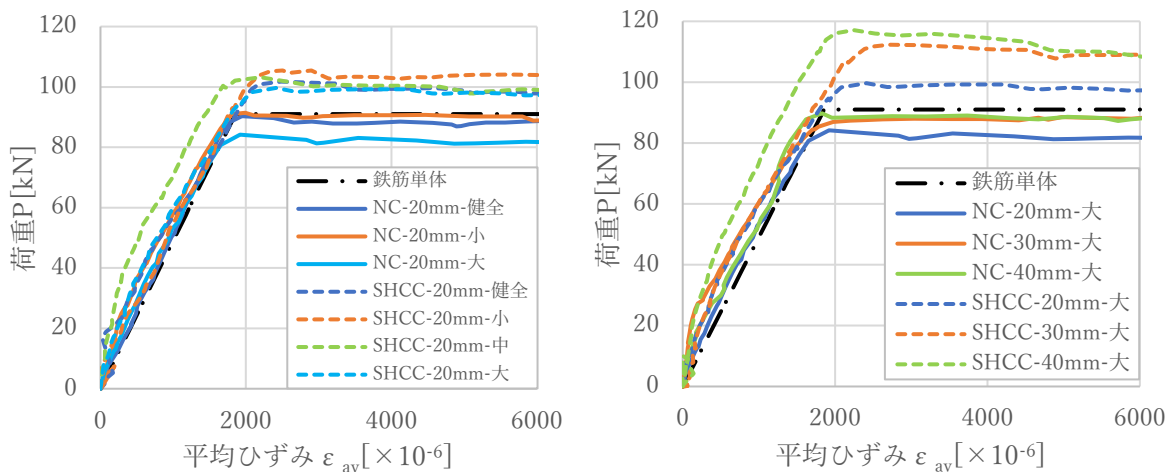 120
100
80
60
40
20
0
荷重P[kN]
鉄筋単体
NC-20mm-健全
NC-20mm-小
NC-20mm-大
SHCC-20mm-健全
SHCC-20mm-小
SHCC-20mm-中
SHCC-20mm-大
0 2000 4000 6000
平均ひずみ ε av[×10-6]
120
100
80
60
40
20
0
荷重P[kN]
鉄筋単体
NC-20mm-大
NC-30mm-大
NC-40mm-大
SHCC-20mm-大
SHCC-30mm-大
SHCC-40mm-大
0 2000 4000 6000
平均ひずみ ε av[×10-6]